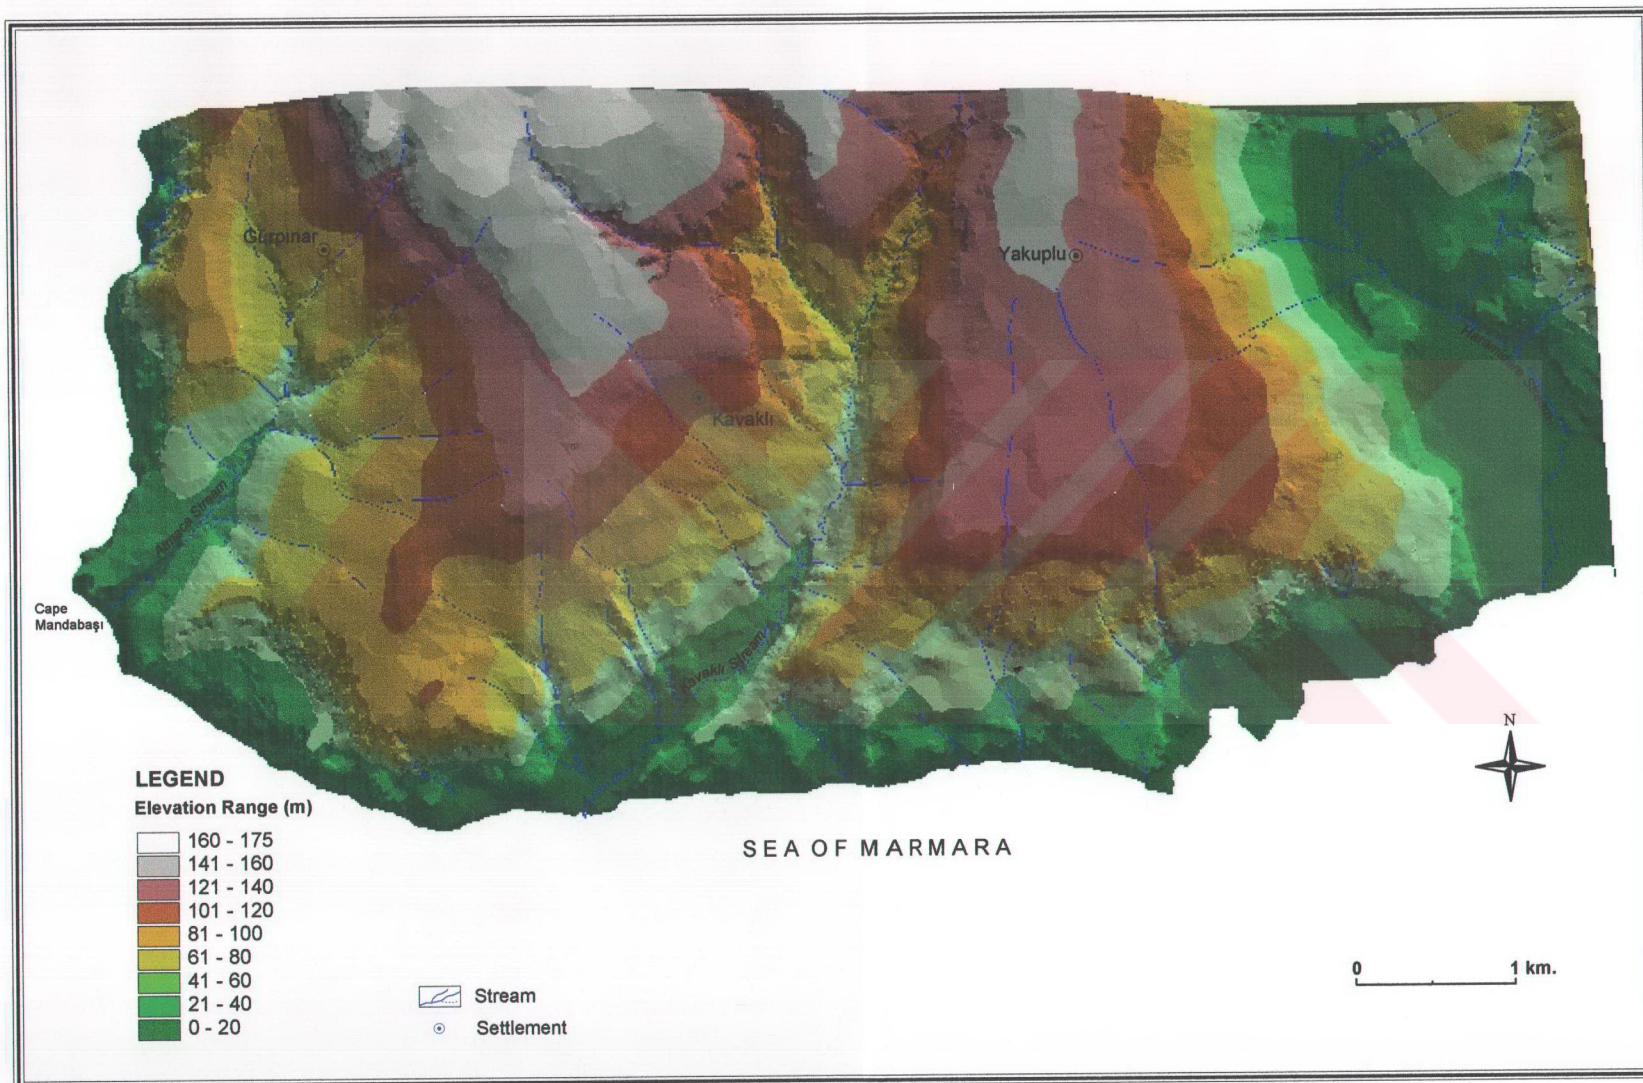 Gürpınar
Yakuplu
Kavaklı
Stream
Cape
Mandabaşı
Kavaklı Stream
N
LEGEND
Elevation Range (m)
160 - 175
141 - 160
121 - 140
101 - 120
81 - 100
61 - 80
41 - 60
21 - 40
0 - 20
Stream
Settlement
SEA OF MARMARA
0 1 km.